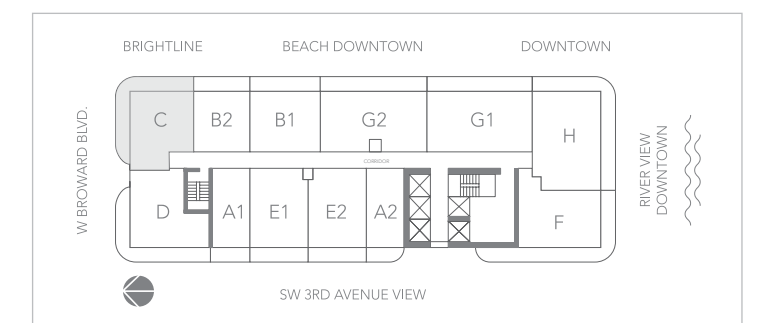 BRIGHTLINE BEACH DOWNTOWN DOWNTOWN
W BROWARD BLVD.
C B2 B1 G2 G1 H
CORRIDOR
D A1 E1 E2 A2 F
RIVER VIEW
DOWNTOWN
SW 3RD AVENUE VIEW